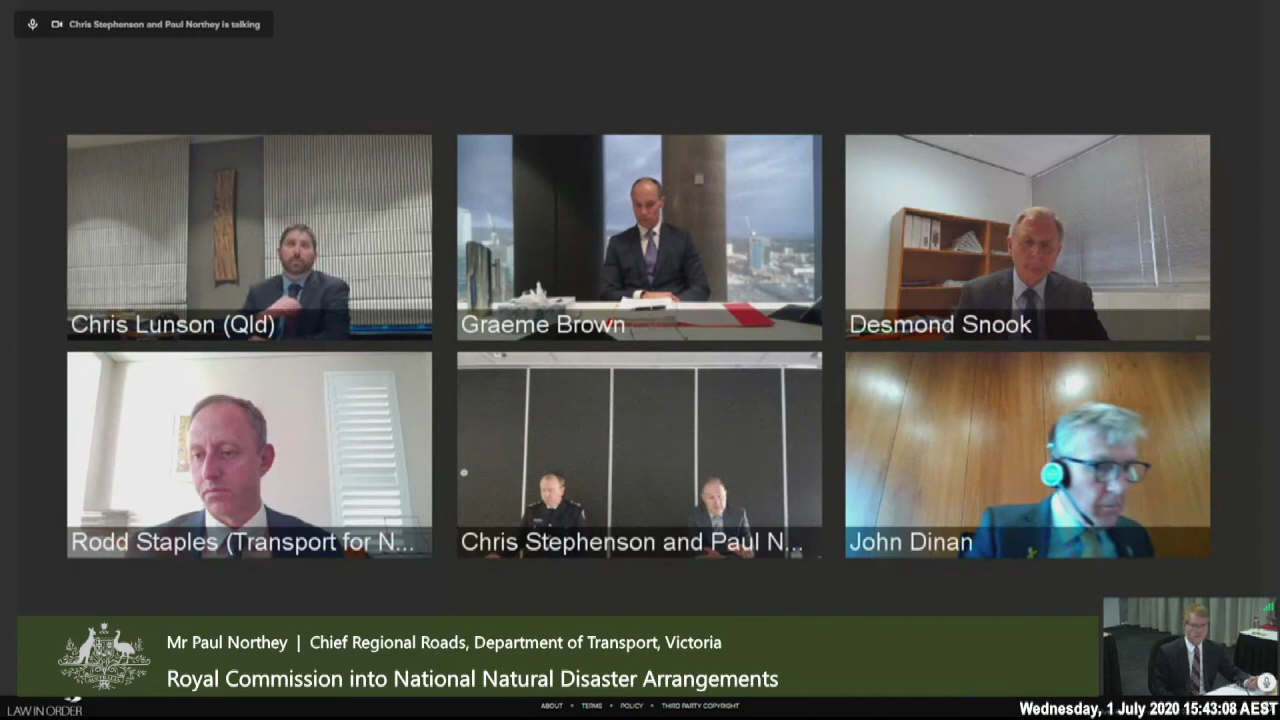 Chris Stephenson and Paul Northey is talking
Chris Lunson (Qld)
Graeme Brown
Desmond Snook
Rodd Staples (Transport for N...
Chris Stephenson and Paul N...
John Dinan
Mr Paul Northey | Chief Regional Roads, Department of Transport, Victoria
Royal Commission into National Natural Disaster Arrangements
LAW IN ORDER
ABOUT • TERMS • POLICY • THIRD PARTY COPYRIGHT
Wednesday, 1 July 2020 15:43:08 AEST